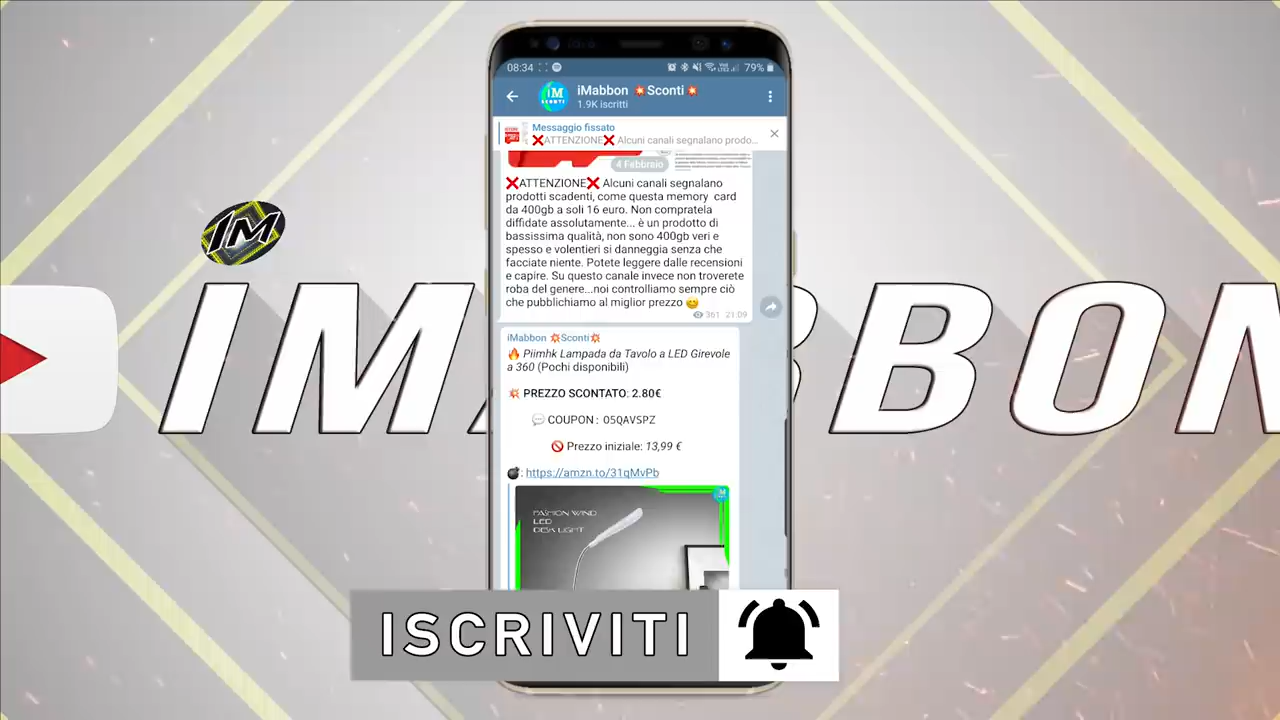 08:34
79%
iMabbon 💥Sconti💥
1.9K iscritti
Messaggio fissato
❌ATTENZIONE❌ Alcuni canali segnalano prodo...
4 Febbraio
❌ATTENZIONE❌ Alcuni canali segnalano
prodotti scadenti, come questa memory card
da 400gb a soli 16 euro. Non compratela
diffidate assolutamente... è un prodotto di
bassissima qualità, non sono 400gb veri e
spesso e volentieri si danneggia senza che
facciate niente. Potete leggere dalle recensioni
e capire. Su questo canale invece non troverete
roba del genere...noi controlliamo sempre ciò
che pubblichiamo al miglior prezzo 😊
361 21:09
iMabbon 💥Sconti💥
🔥 Piimhk Lampada da Tavolo a LED Girevole
a 360 (Pochi disponibili)
💥 PREZZO SCONTATO: 2.80€
💬 COUPON : 05QAVSPZ
🚫 Prezzo iniziale: 13,99 €
💣: https://amzn.to/31qMvPb
FASHION WIND
LED
DESK LIGHT
IM
IMABBON
ISCRIVITI